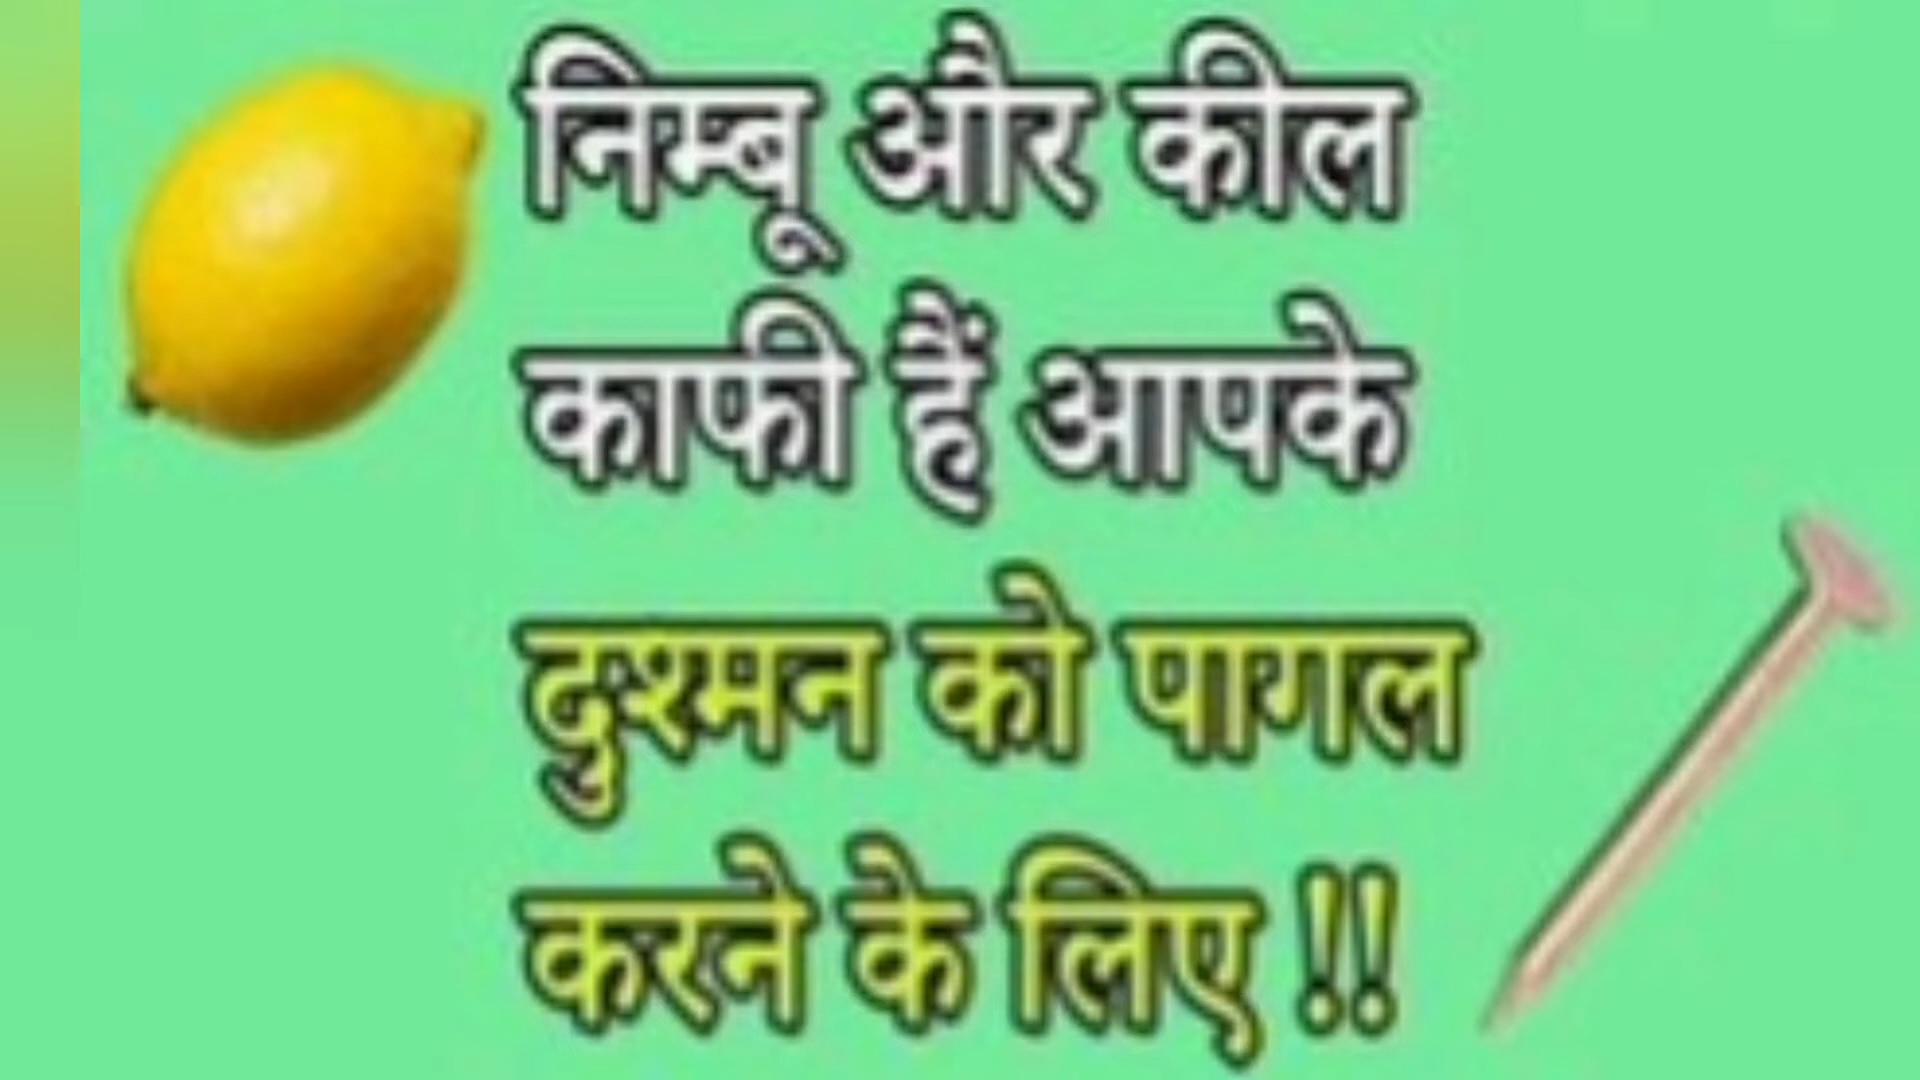 निम्बू और कील
काफी हैं आपके
दुश्मन को पागल
करने के लिए !!